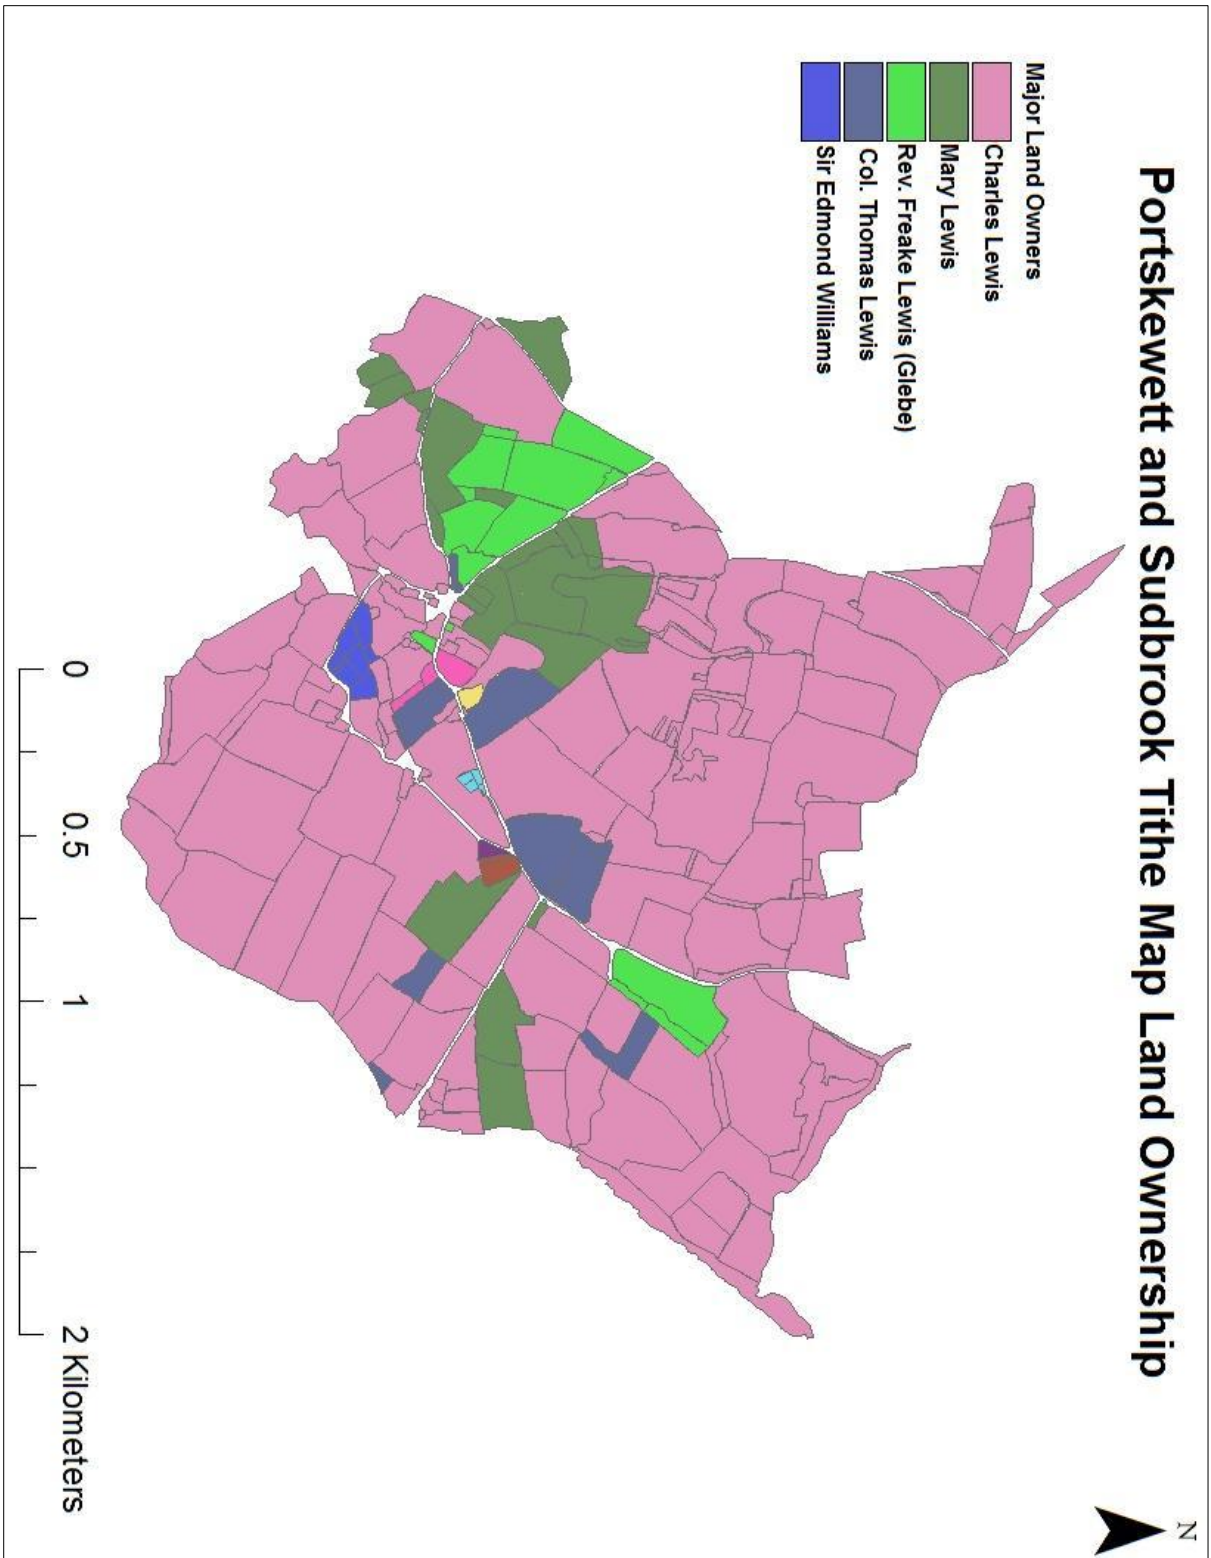 Portskewett and Sudbrook Tithe Map Land Ownership
N
Major Land Owners
Charles Lewis
Mary Lewis
Rev. Freake Lewis (Glebe)
Col. Thomas Lewis
Sir Edmond Williams
0 0.5 1 2 Kilometers